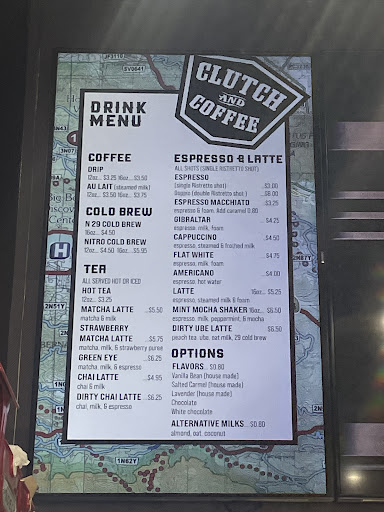 CLUTCH
AND
COFFEE
DRINK
MENU
COFFEE
DRIP
12oz... $3.25 16oz...$3.50
AU LAIT (steamed milk)
12oz...$3.50 16oz...$3.75
COLD BREW
N 29 COLD BREW
16oz.... $4.50
NITRO COLD BREW
12oz...$4.50 16oz...$5.95
TEA
ALL SERVED HOT OR ICED
HOT TEA
12oz... $3.25
MATCHA LATTE ...$5.50
matcha & milk
STRAWBERRY
MATCHA LATTE ...$5.75
matcha, milk, & strawberry puree
GREEN EYE ...$6.25
matcha, milk, & espresso
CHAI LATTE ...$4.95
chai & milk
DIRTY CHAI LATTE ...$6.25
chai, milk, & espresso
ESPRESSO & LATTE
ALL SHOTS (SINGLE RISTRETTO SHOT)
ESPRESSO
(single Ristretto shot) ...$3.00
Doppio (double Ristretto shot) ...$6.00
ESPRESSO MACCHIATO ...$3.25
espresso & foam. Add caramel 0.80
GIBRALTAR ...$4.25
espresso, milk, foam
CAPPUCCINO ...$4.50
espresso, steamed & frothed milk
FLAT WHITE ...$4.75
espresso, milk, foam
AMERICANO ...$4.00
espresso, hot water
LATTE 16oz... $5.25
espresso, steamed milk & foam
MINT MOCHA SHAKER 16oz...$6.50
espresso, milk, peppermint, & mocha
DIRTY UBE LATTE $6.50
ube, oat milk, 29 cold brew
OPTIONS
FLAVORS... $0.80
Vanilla Bean (house made)
Salted Carmel (house made)
Lavender (house made)
Chocolate
White chocolate
ALTERNATIVE MILKS...$0.80
almond, oat, coconut
H
3N07
2N51Y
2N87Y
1N62Y